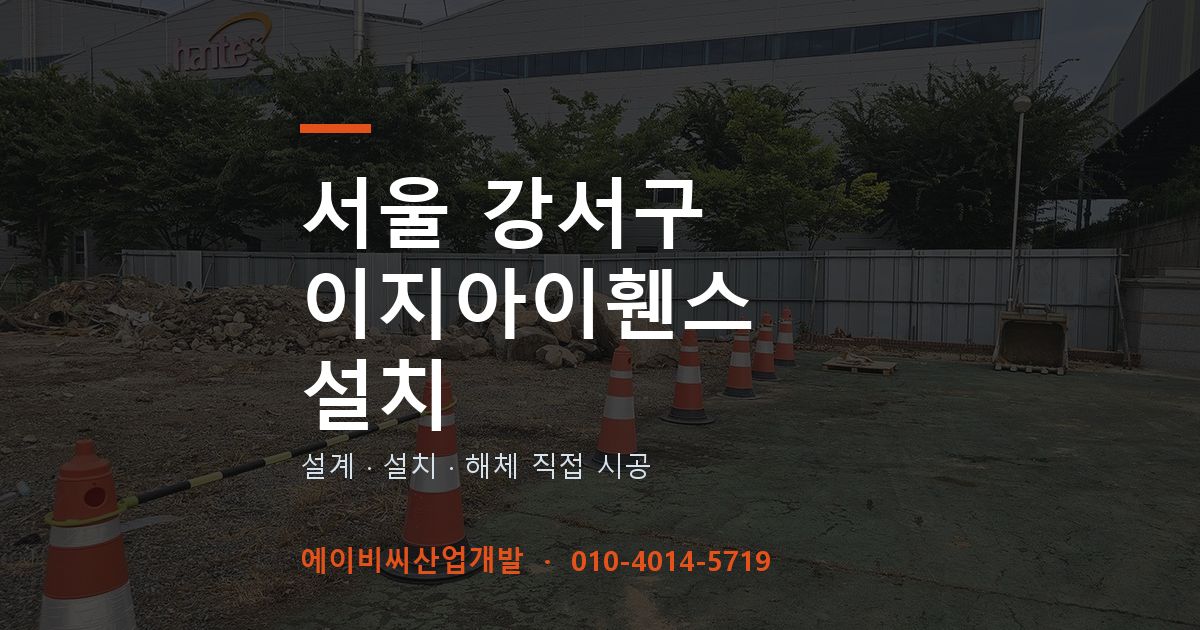 hantes
서울 강서구
이지아이휀스
설치
설계 · 설치 · 해체 직접 시공
에이비씨산업개발 · 010-4014-5719